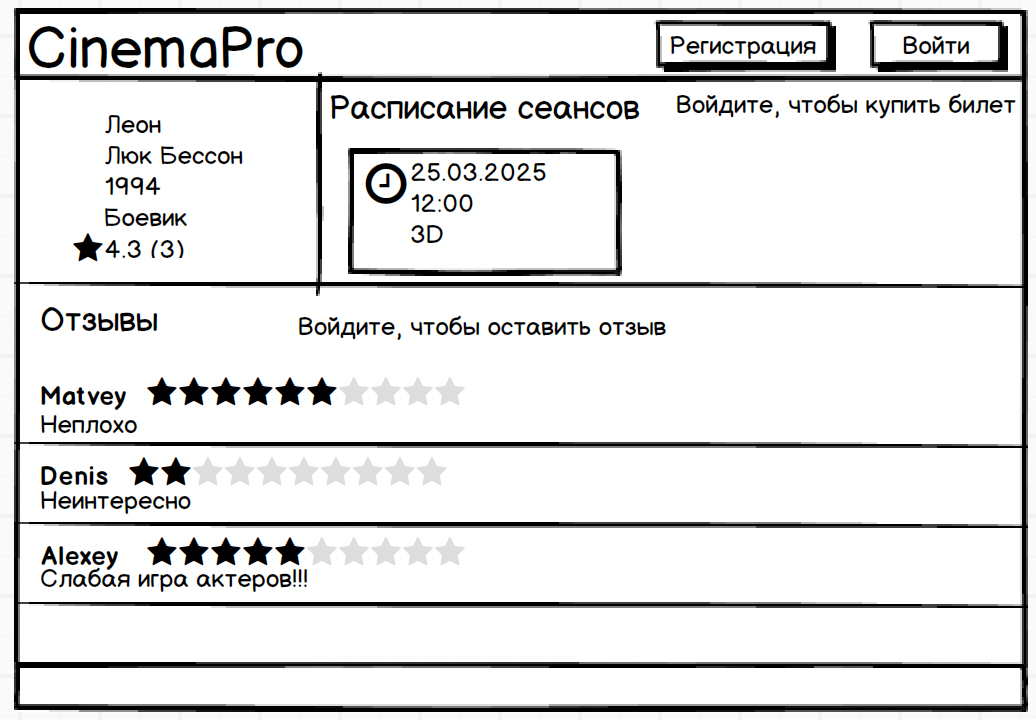 CinemaPro
Регистрация
Войти
Леон
Люк Бессон
1994
Боевик
4.3 (3)
Расписание сеансов
Войдите, чтобы купить билет
25.03.2025
12:00
3D
Отзывы
Войдите, чтобы оставить отзыв
Matvey
Неплохо
Denis
Неинтересно
Alexey
Слабая игра актеров!!!